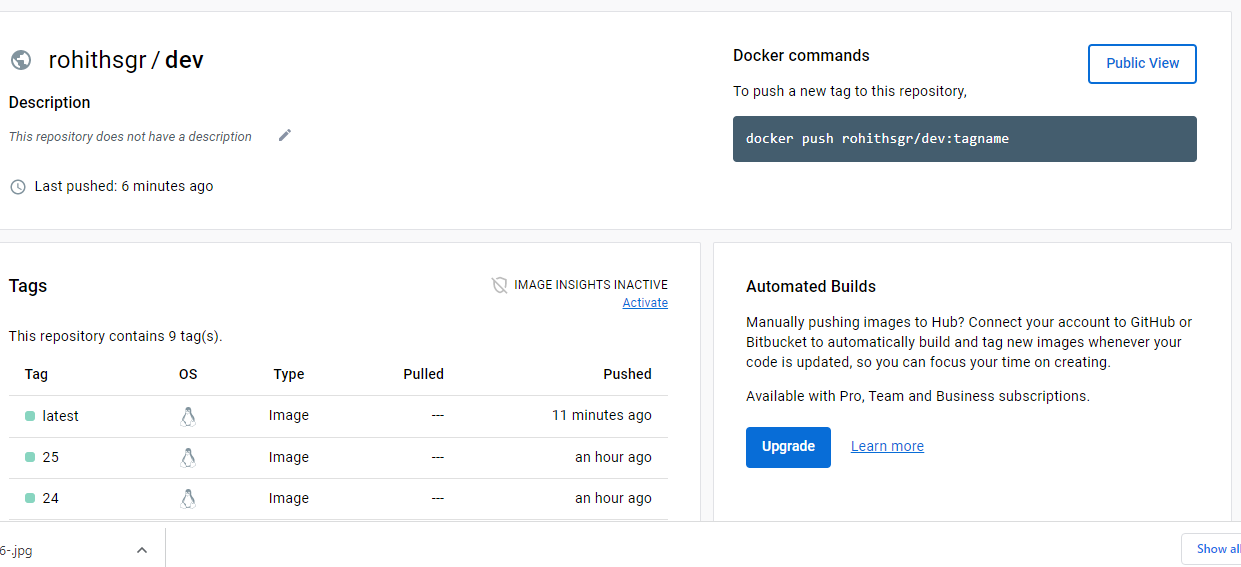 rohithsgr / dev
Description
This repository does not have a description
Last pushed: 6 minutes ago
Docker commands
Public View
To push a new tag to this repository,
docker push rohithsgr/dev:tagname
Tags
IMAGE INSIGHTS INACTIVE
Activate
This repository contains 9 tag(s).
Tag OS Type Pulled Pushed
latest Image --- 11 minutes ago
25 Image --- an hour ago
24 Image --- an hour ago
Automated Builds
Manually pushing images to Hub? Connect your account to GitHub or
Bitbucket to automatically build and tag new images whenever your
code is updated, so you can focus your time on creating.
Available with Pro, Team and Business subscriptions.
Upgrade Learn more
6-.jpg
Show all